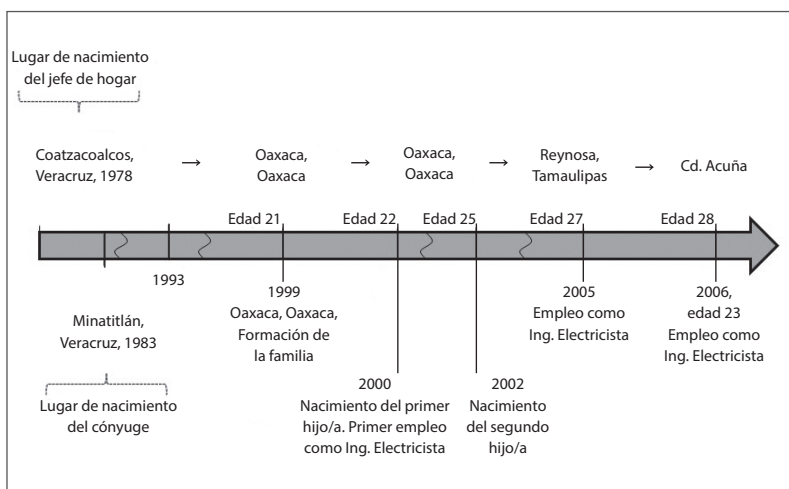 Lugar de nacimiento
del jefe de hogar
Coatzacoalcos,
Veracruz, 1978
→
Oaxaca,
Oaxaca
→
Oaxaca,
Oaxaca
→
Reynosa,
Tamaulipas
→
Cd. Acuña
Edad 21
Edad 22
Edad 25
Edad 27
Edad 28
1993
Minatitlán,
Veracruz, 1983
Lugar de nacimiento
del cónyuge
1999
Oaxaca, Oaxaca,
Formación de
la familia
2000
Nacimiento del primer
hijo/a. Primer empleo
como Ing. Electricista
2002
Nacimiento
del segundo
hijo/a
2005
Empleo como
Ing. Electricista
2006,
edad 23
Empleo como
Ing. Electricista